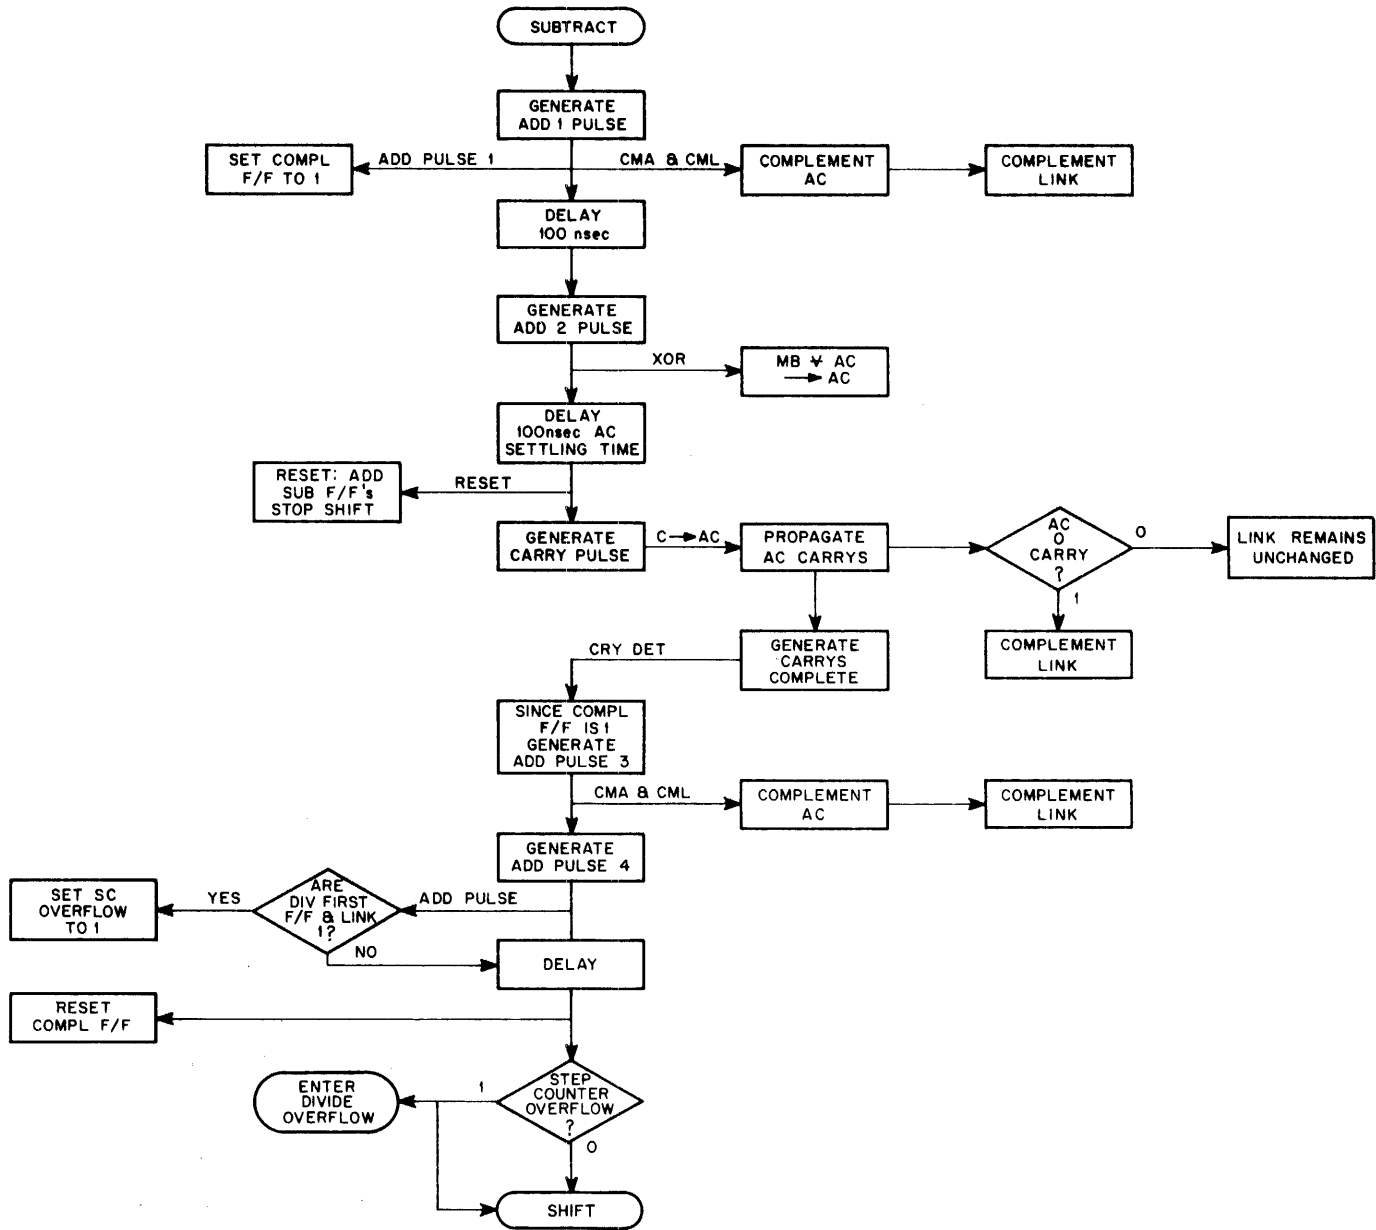 SUBTRACT
GENERATE
ADD 1 PULSE
SET COMPL
F/F TO 1
ADD PULSE 1
CMA & CML
COMPLEMENT
AC
COMPLEMENT
LINK
DELAY
100 nsec
GENERATE
ADD 2 PULSE
XOR
MB ⊻ AC
→ AC
DELAY
100nsec AC
SETTLING TIME
RESET: ADD
SUB F/F's
STOP SHIFT
RESET
GENERATE
CARRY PULSE
C→AC
PROPAGATE
AC CARRYS
AC
O
CARRY
?
0
LINK REMAINS
UNCHANGED
1
COMPLEMENT
LINK
GENERATE
CARRYS
COMPLETE
CRY DET
SINCE COMPL
F/F IS 1
GENERATE
ADD PULSE 3
CMA & CML
COMPLEMENT
AC
COMPLEMENT
LINK
GENERATE
ADD PULSE 4
SET SC
OVERFLOW
TO 1
YES
ARE
DIV FIRST
F/F & LINK
1?
ADD PULSE
NO
DELAY
RESET
COMPL F/F
ENTER
DIVIDE
OVERFLOW
1
STEP
COUNTER
OVERFLOW
?
0
SHIFT